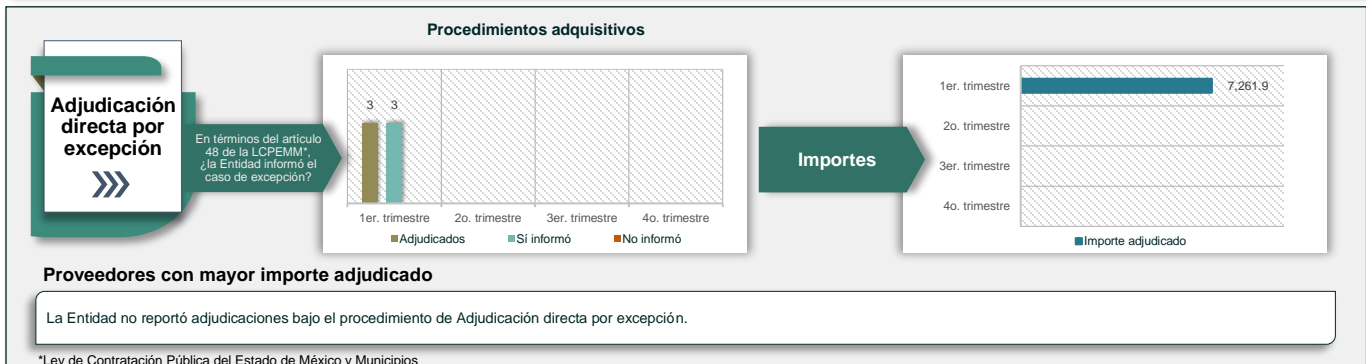 Procedimientos adquisitivos
Adjudicación
directa por
excepción
En términos del artículo
48 de la LCPEMM*,
¿la Entidad informó el
caso de excepción?
3 3
1er. trimestre 2o. trimestre 3er. trimestre 4o. trimestre
Adjudicados Sí informó No informó
Importes
1er. trimestre 7,261.9
2o. trimestre
3er. trimestre
4o. trimestre
Importe adjudicado
Proveedores con mayor importe adjudicado
La Entidad no reportó adjudicaciones bajo el procedimiento de Adjudicación directa por excepción.
*Ley de Contratación Pública del Estado de México y Municipios